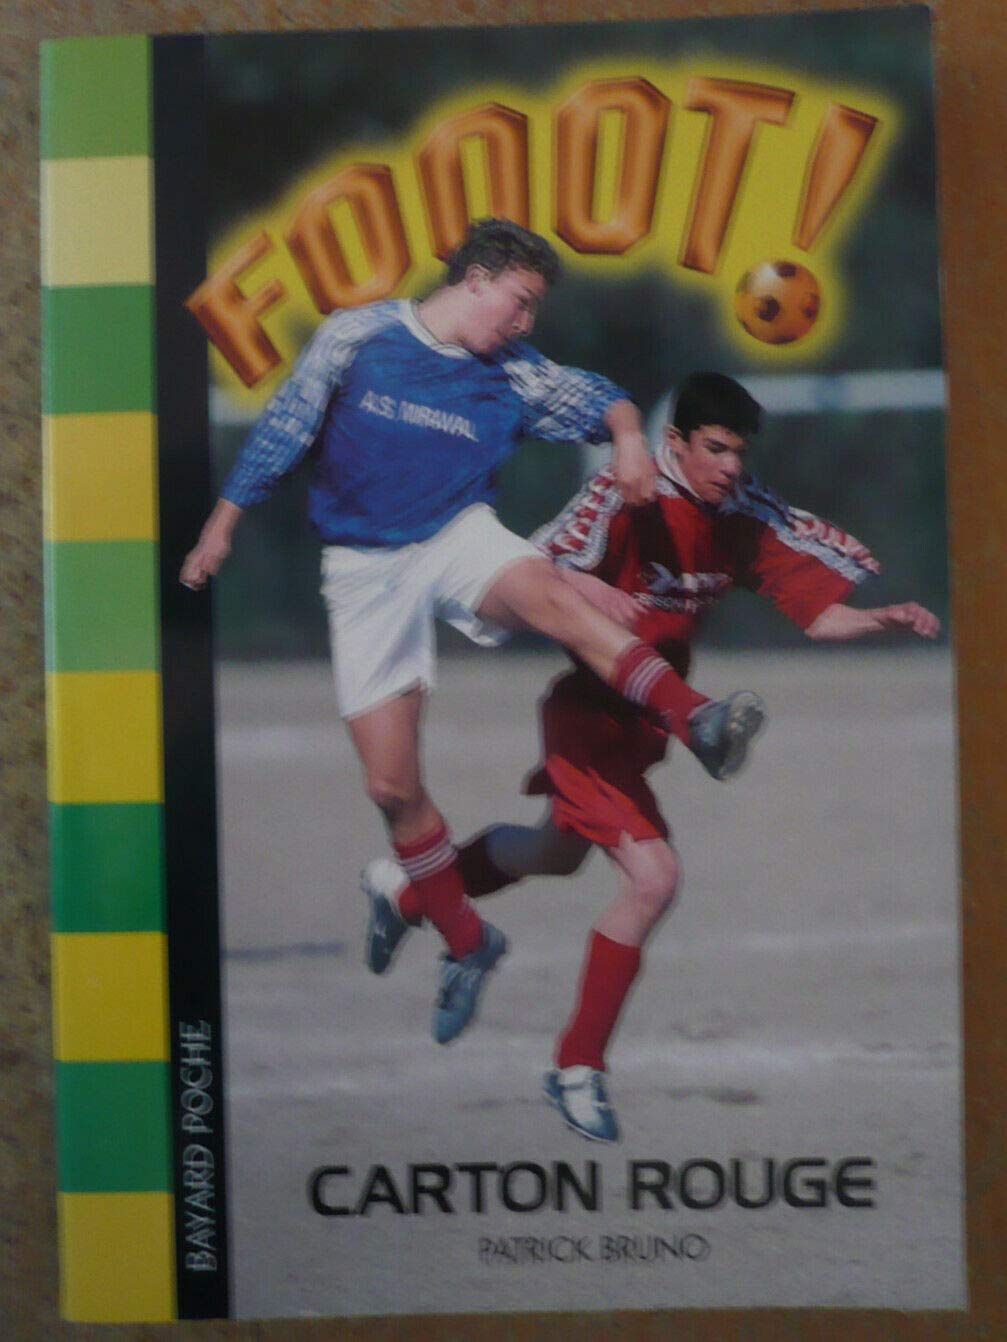 FOOOT!
A.S. MIRAVAL
CARTON ROUGE
PATRICK BRUNO
BAYARD POCHE